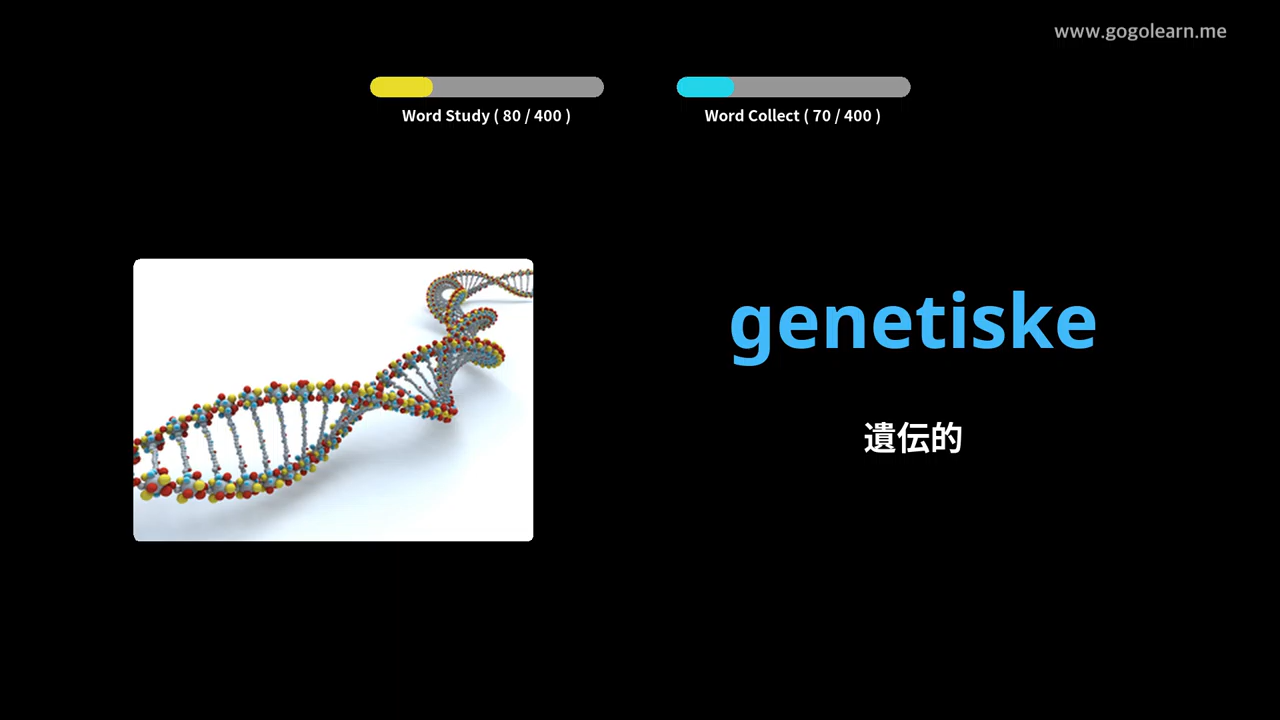 www.gogolearn.me
Word Study ( 80 / 400 )
Word Collect ( 70 / 400 )
genetiske
遺伝的